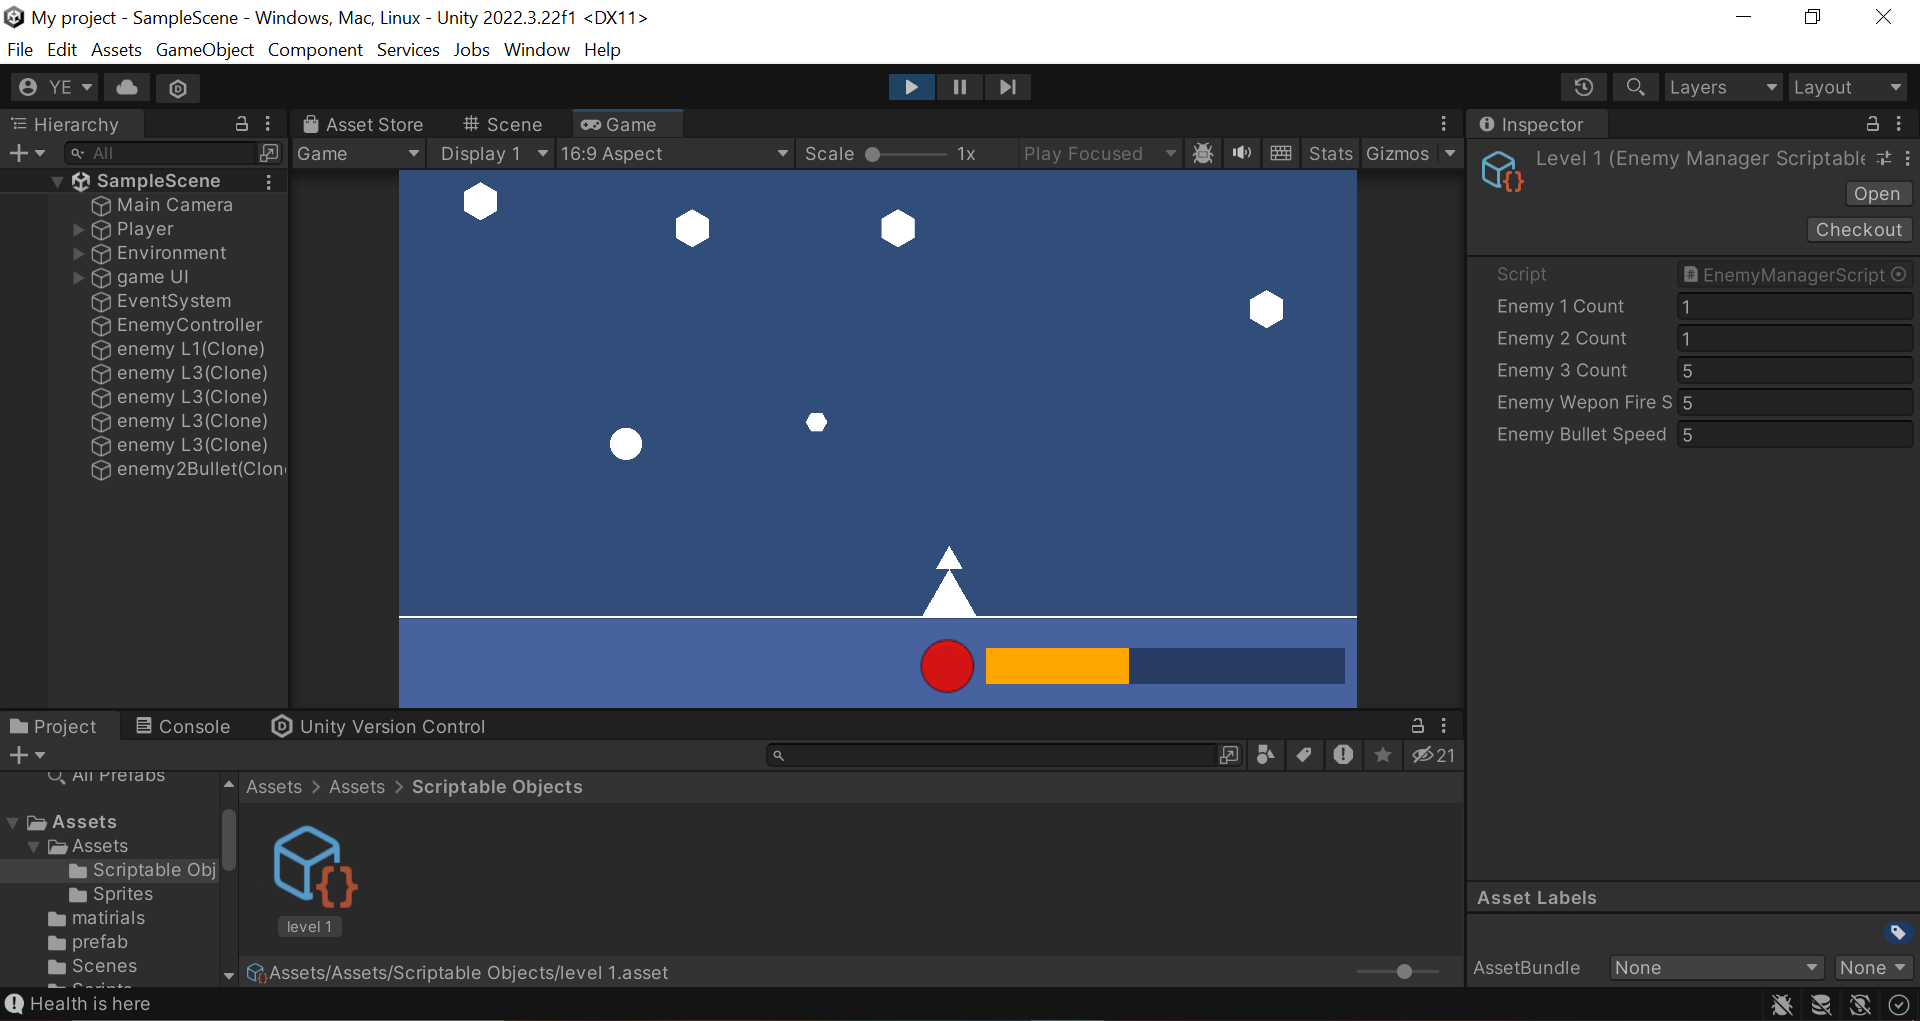 My project - SampleScene - Windows, Mac, Linux - Unity 2022.3.22f1 <DX11>
File Edit Assets GameObject Component Services Jobs Window Help
YE
Layers
Layout
Hierarchy
All
SampleScene
Main Camera
Player
Environment
game UI
EventSystem
EnemyController
enemy L1(Clone)
enemy L3(Clone)
enemy L3(Clone)
enemy L3(Clone)
enemy L3(Clone)
enemy2Bullet(Clon
Asset Store
Scene
Game
Game
Display 1
16:9 Aspect
Scale
1x
Play Focused
Stats
Gizmos
Inspector
Level 1 (Enemy Manager Scriptabl
Open
Checkout
Script
# EnemyManagerScript
Enemy 1 Count
1
Enemy 2 Count
1
Enemy 3 Count
5
Enemy Wepon Fire S
5
Enemy Bullet Speed
5
Project
Console
Unity Version Control
21
All Prefabs
Assets
Assets
Scriptable Obj
Sprites
matirials
prefab
Scenes
Assets > Assets > Scriptable Objects
level 1
Assets/Assets/Scriptable Objects/level 1.asset
Asset Labels
AssetBundle
None
None
Health is here